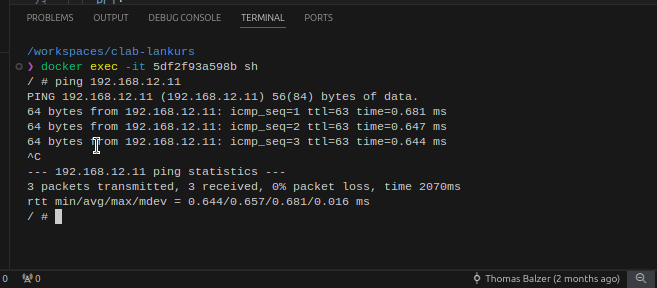 PROBLEMS OUTPUT DEBUG CONSOLE TERMINAL PORTS
/workspaces/clab-lankurs
❯ docker exec -it 5df2f93a598b sh
/ # ping 192.168.12.11
PING 192.168.12.11 (192.168.12.11) 56(84) bytes of data.
64 bytes from 192.168.12.11: icmp_seq=1 ttl=63 time=0.681 ms
64 bytes from 192.168.12.11: icmp_seq=2 ttl=63 time=0.647 ms
64 bytes from 192.168.12.11: icmp_seq=3 ttl=63 time=0.644 ms
^C
--- 192.168.12.11 ping statistics ---
3 packets transmitted, 3 received, 0% packet loss, time 2070ms
rtt min/avg/max/mdev = 0.644/0.657/0.681/0.016 ms
/ #
0 0 Thomas Balzer (2 months ago)